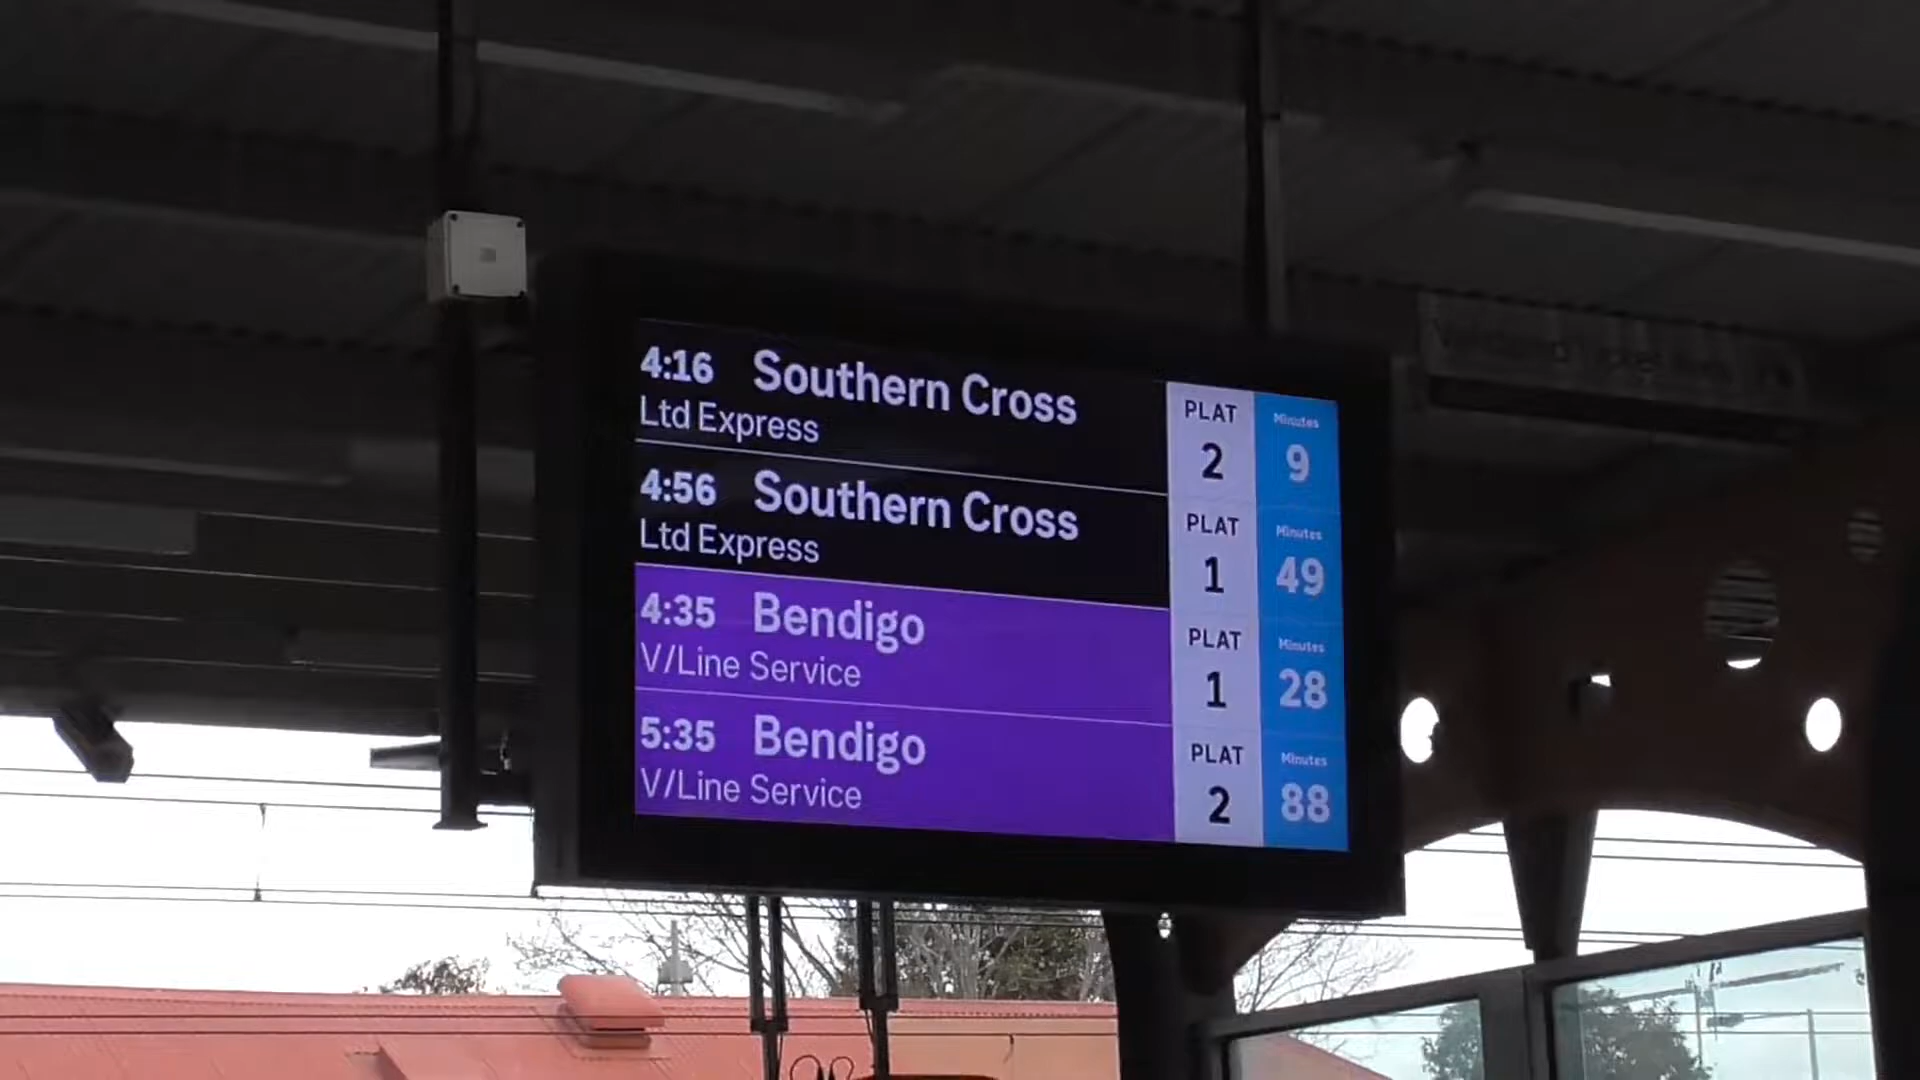 4:16 Southern Cross
Ltd Express
PLAT
2
Minutes
9
4:56 Southern Cross
Ltd Express
PLAT
1
Minutes
49
4:35 Bendigo
V/Line Service
PLAT
1
Minutes
28
5:35 Bendigo
V/Line Service
PLAT
2
Minutes
88